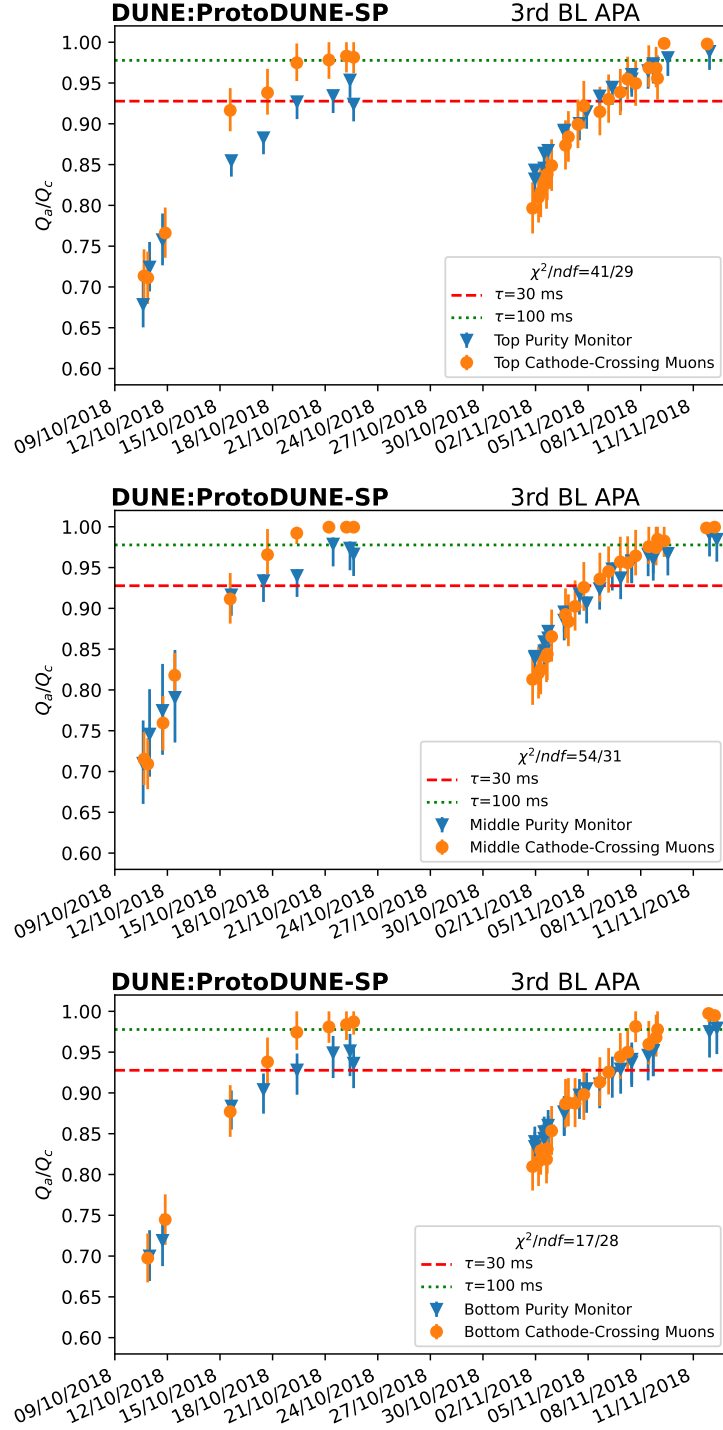 DUNE:ProtoDUNE-SP 3rd BL APA
1.00
0.95
0.90
0.85
0.80
0.75
0.70
0.65
0.60
Qa/Qc
χ²/ndf=41/29
τ=30 ms
τ=100 ms
Top Purity Monitor
Top Cathode-Crossing Muons
09/10/2018 12/10/2018 15/10/2018 18/10/2018 21/10/2018 24/10/2018 27/10/2018 30/10/2018 02/11/2018 05/11/2018 08/11/2018 11/11/2018
DUNE:ProtoDUNE-SP 3rd BL APA
1.00
0.95
0.90
0.85
0.80
0.75
0.70
0.65
0.60
Qa/Qc
χ²/ndf=54/31
τ=30 ms
τ=100 ms
Middle Purity Monitor
Middle Cathode-Crossing Muons
09/10/2018 12/10/2018 15/10/2018 18/10/2018 21/10/2018 24/10/2018 27/10/2018 30/10/2018 02/11/2018 05/11/2018 08/11/2018 11/11/2018
DUNE:ProtoDUNE-SP 3rd BL APA
1.00
0.95
0.90
0.85
0.80
0.75
0.70
0.65
0.60
Qa/Qc
χ²/ndf=17/28
τ=30 ms
τ=100 ms
Bottom Purity Monitor
Bottom Cathode-Crossing Muons
09/10/2018 12/10/2018 15/10/2018 18/10/2018 21/10/2018 24/10/2018 27/10/2018 30/10/2018 02/11/2018 05/11/2018 08/11/2018 11/11/2018